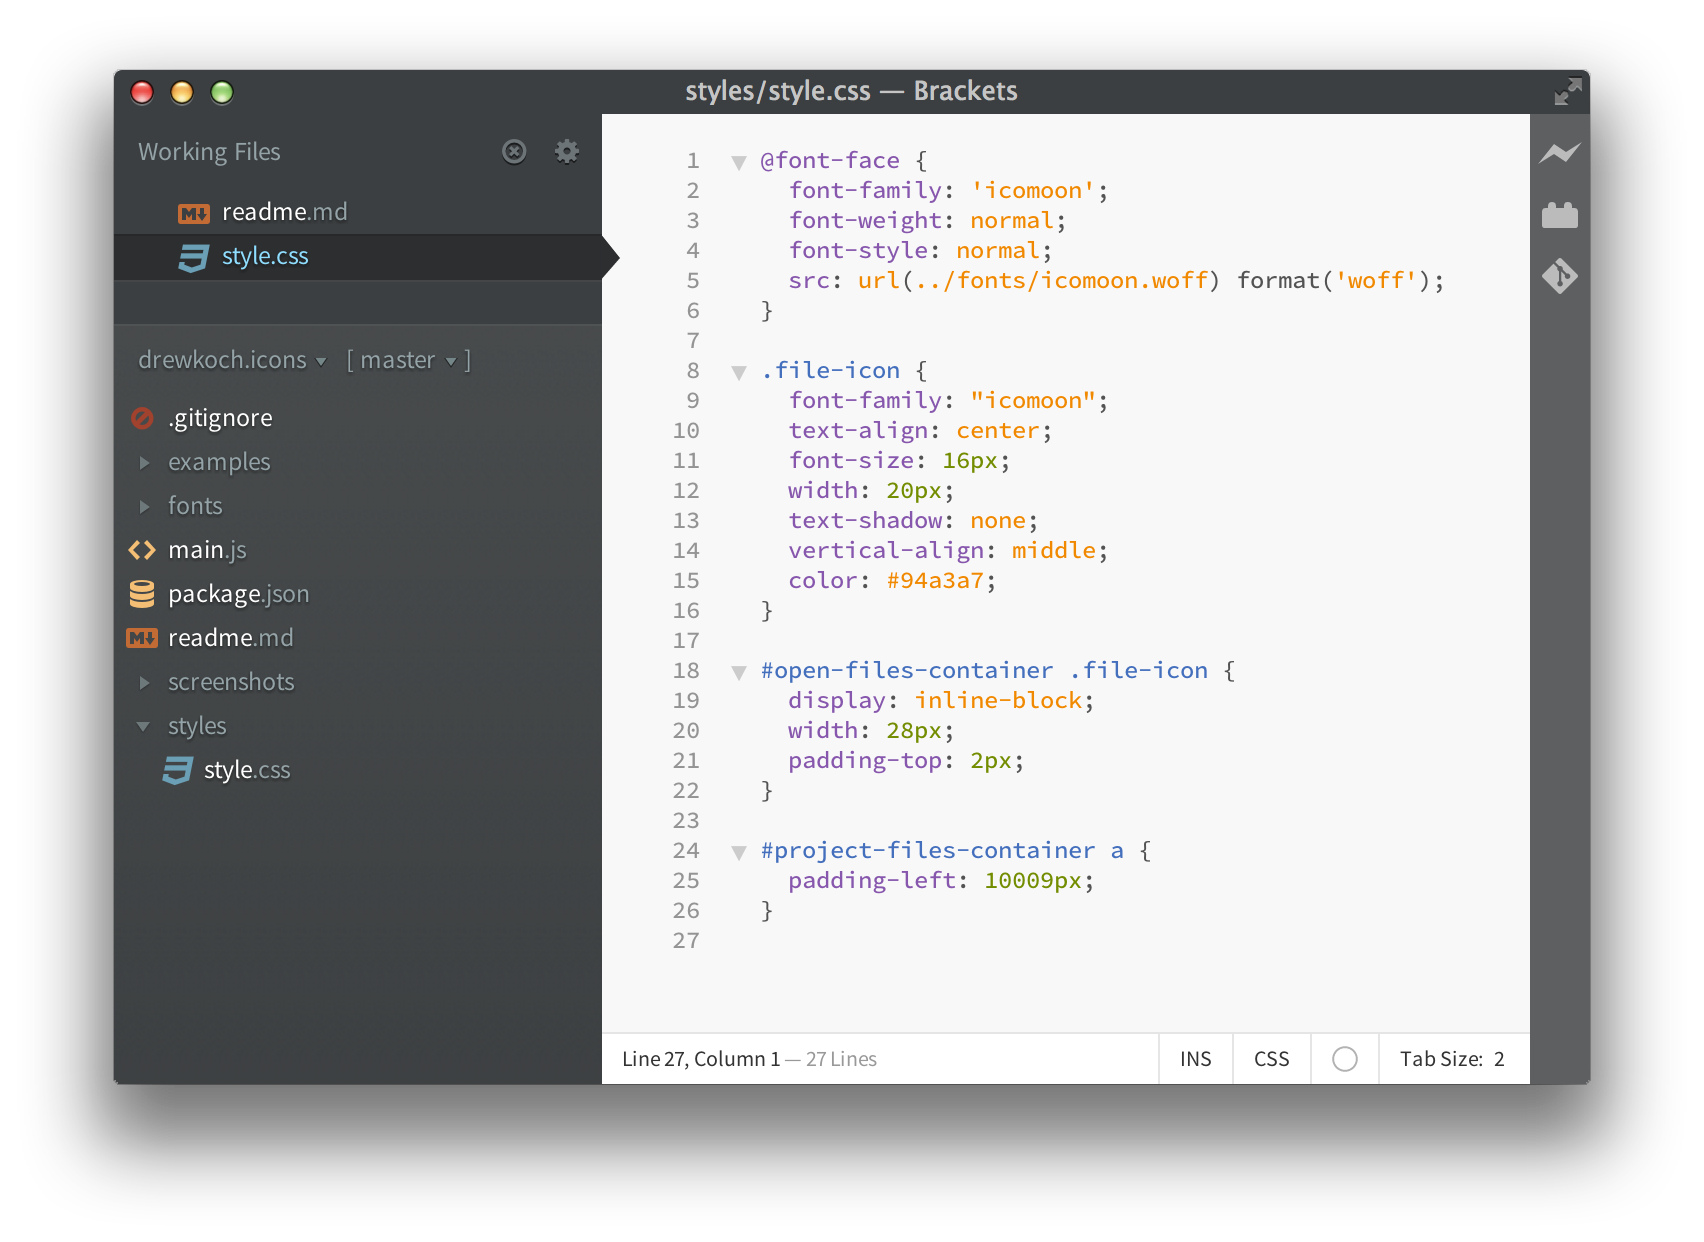 styles/style.css — Brackets
Working Files
readme.md
style.css
drewkoch.icons [ master ]
.gitignore
examples
fonts
main.js
package.json
readme.md
screenshots
styles
style.css
1 @font-face {
2   font-family: 'icomoon';
3   font-weight: normal;
4   font-style: normal;
5   src: url(../fonts/icomoon.woff) format('woff');
6 }
7
8 .file-icon {
9   font-family: "icomoon";
10   text-align: center;
11   font-size: 16px;
12   width: 20px;
13   text-shadow: none;
14   vertical-align: middle;
15   color: #94a3a7;
16 }
17
18 #open-files-container .file-icon {
19   display: inline-block;
20   width: 28px;
21   padding-top: 2px;
22 }
23
24 #project-files-container a {
25   padding-left: 10009px;
26 }
27
Line 27, Column 1 — 27 Lines INS CSS Tab Size: 2